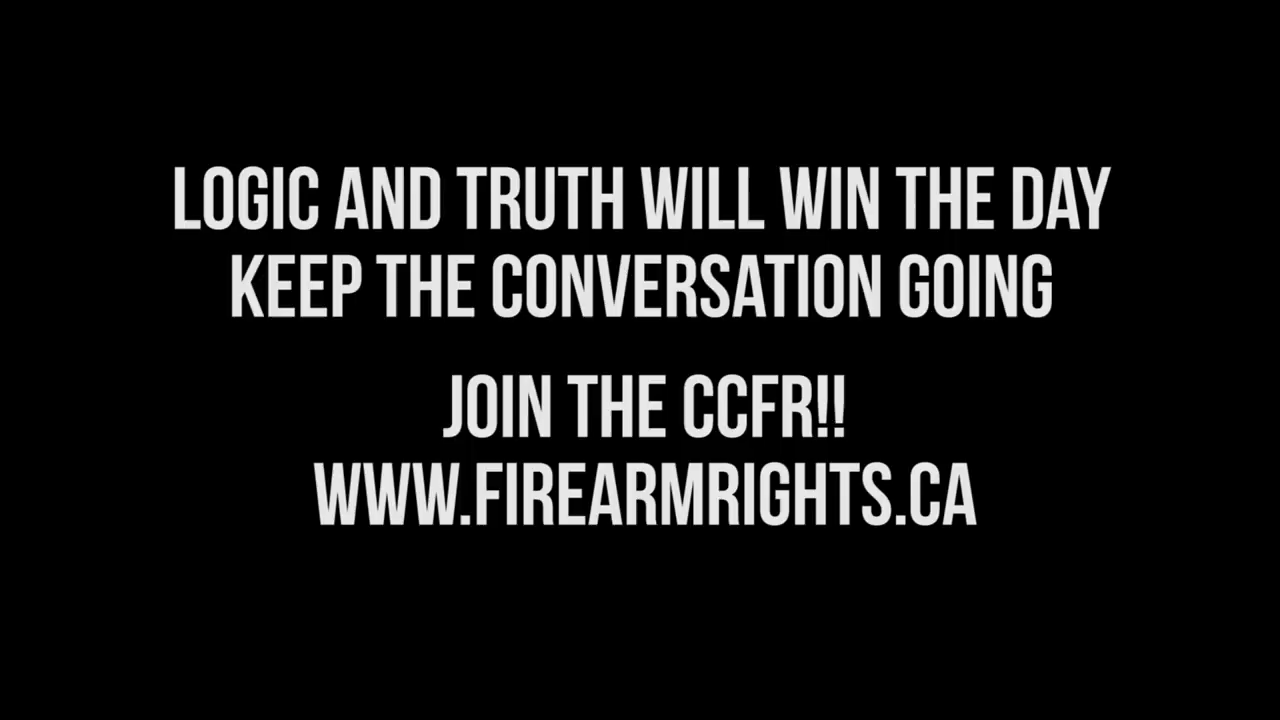 LOGIC AND TRUTH WILL WIN THE DAY
KEEP THE CONVERSATION GOING
JOIN THE CCFR!!
WWW.FIREARMRIGHTS.CA